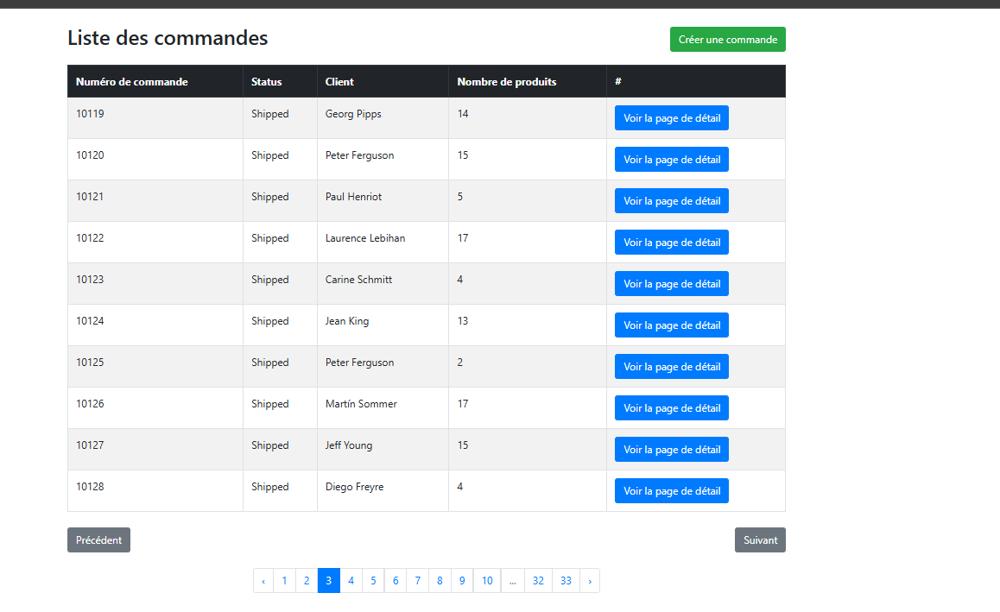 Liste des commandes
Créer une commande
Numéro de commande Status Client Nombre de produits #
10119 Shipped Georg Pipps 14 Voir la page de détail
10120 Shipped Peter Ferguson 15 Voir la page de détail
10121 Shipped Paul Henriot 5 Voir la page de détail
10122 Shipped Laurence Lebihan 17 Voir la page de détail
10123 Shipped Carine Schmitt 4 Voir la page de détail
10124 Shipped Jean King 13 Voir la page de détail
10125 Shipped Peter Ferguson 2 Voir la page de détail
10126 Shipped Martín Sommer 17 Voir la page de détail
10127 Shipped Jeff Young 15 Voir la page de détail
10128 Shipped Diego Freyre 4 Voir la page de détail
Précédent Suivant
‹ 1 2 3 4 5 6 7 8 9 10 ... 32 33 ›